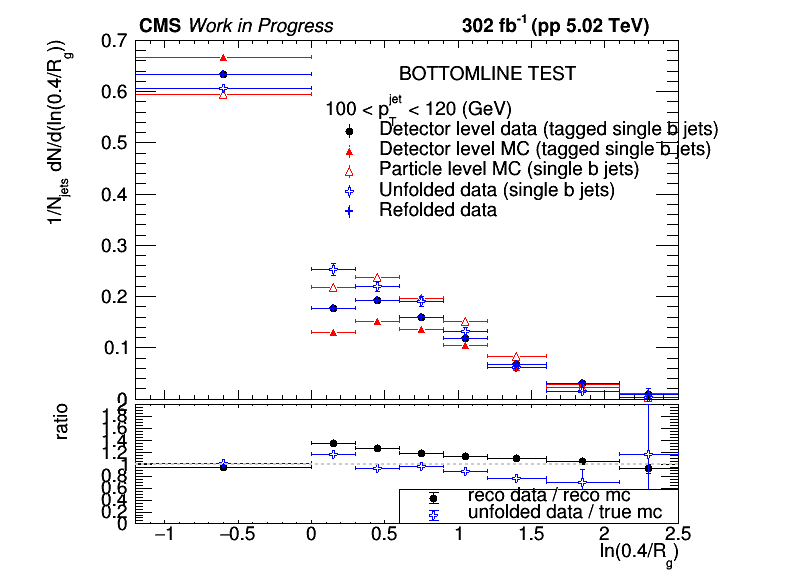 CMS Work in Progress 302 fb⁻¹ (pp 5.02 TeV)
1/N_jets dN/d(ln(0.4/R_g))
0.7
0.6
0.5
0.4
0.3
0.2
0.1
0
BOTTOMLINE TEST
100 < p_T^jet < 120 (GeV)
Detector level data (tagged single b jets)
Detector level MC (tagged single b jets)
Particle level MC (single b jets)
Unfolded data (single b jets)
Refolded data
ratio
2
1.8
1.6
1.4
1.2
1
0.8
0.6
0.4
0.2
0
reco data / reco mc
unfolded data / true mc
−1 −0.5 0 0.5 1 1.5 2 2.5
ln(0.4/R_g)